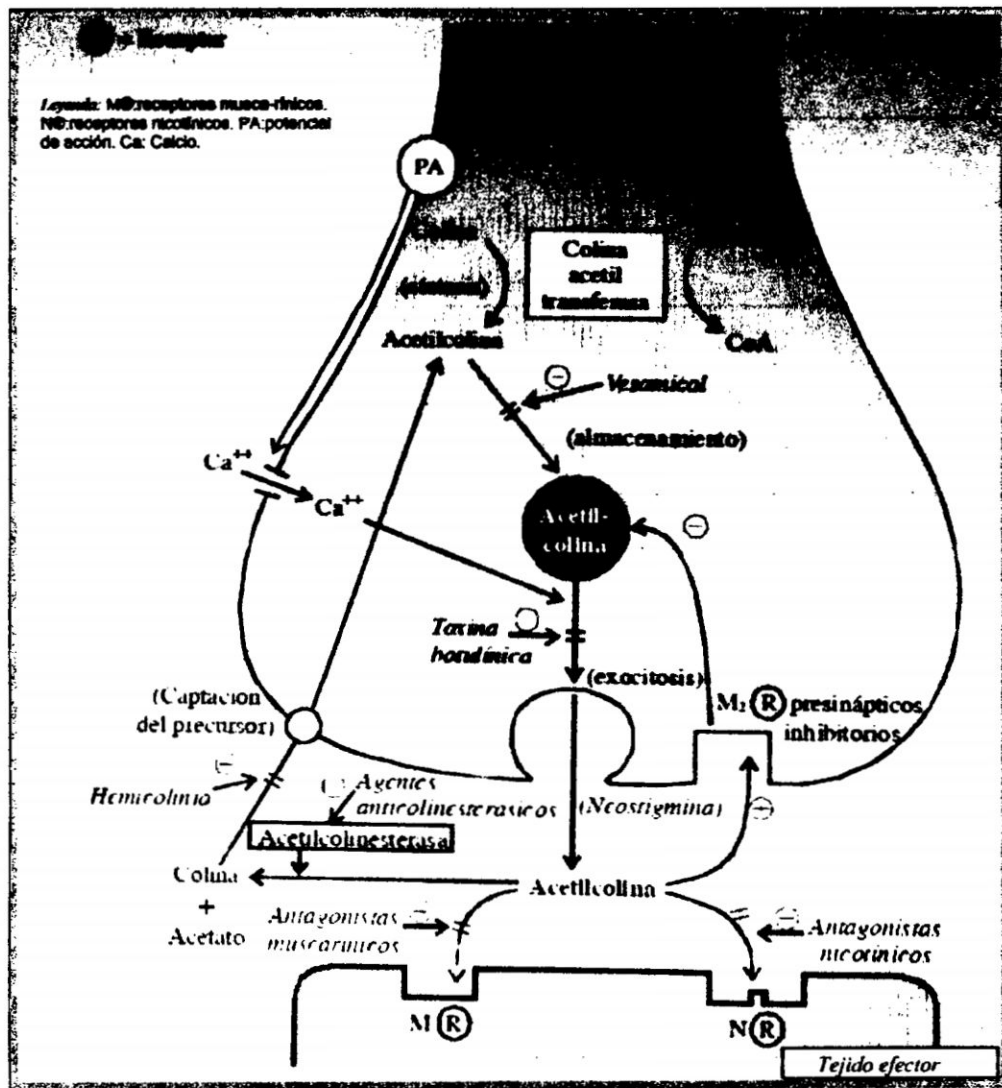 Leyenda: M®:receptores musca-rínicos.
N®:receptores nicotínicos. PA:potencial
de acción. Ca: Calcio.
PA
Colina
acetil
transferasa
(síntesis)
Acetilcolina
CoA
Vesamicol
(almacenamiento)
Ca++
Ca++
Acetil-
colina
Toxina
botulínica
(exocitosis)
(Captación
del precursor)
M₂ R presinápticos
inhibitorios
Hemicolinio
Agentes
anticolinesterasicos (Neostigmina)
Acetilcolinesterasa
Colina
+
Acetato
Acetilcolina
Antagonistas
muscarínicos
Antagonistas
nicotínicos
M R
N R
Tejido efector